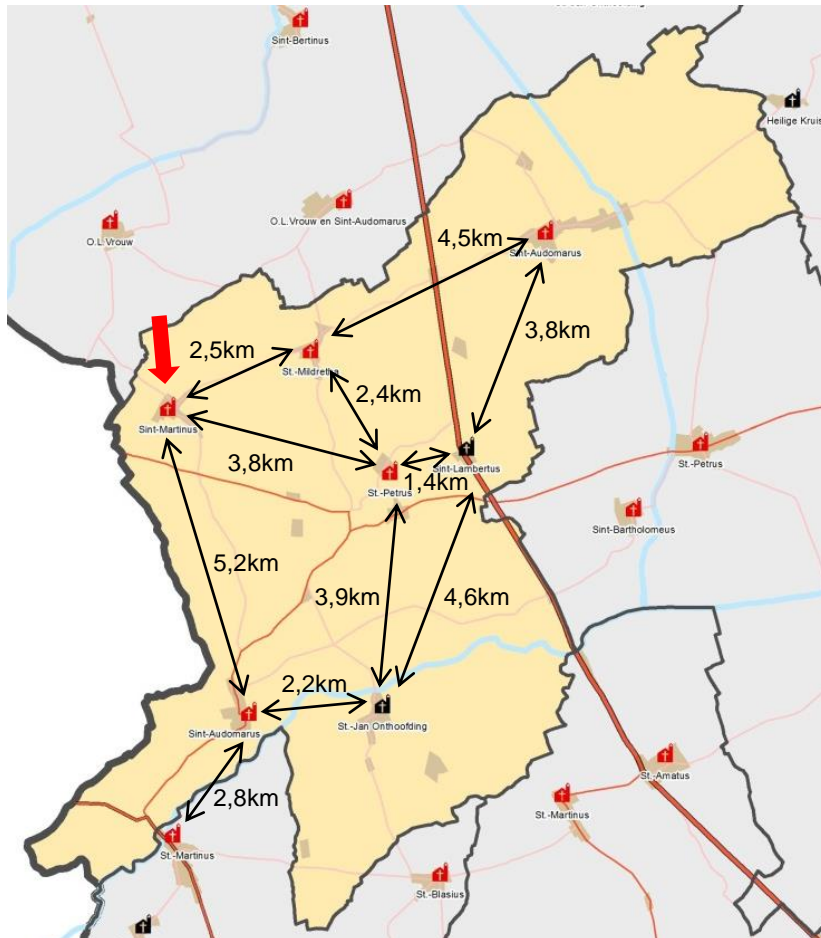 Sint-Bertinus
Heilige Kruis
O.L.Vrouw en Sint-Audomarus
O.L.Vrouw
4,5km
Sint-Audomarus
3,8km
2,5km
St.-Mildretha
2,4km
Sint-Martinus
3,8km
Sint-Lambertus
St.-Petrus
St.-Petrus
1,4km
Sint-Bartholomeus
5,2km
3,9km
4,6km
2,2km
Sint-Audomarus
St.-Jan Onthoofding
St.-Amatus
2,8km
St.-Martinus
St.-Martinus
St.-Blasius